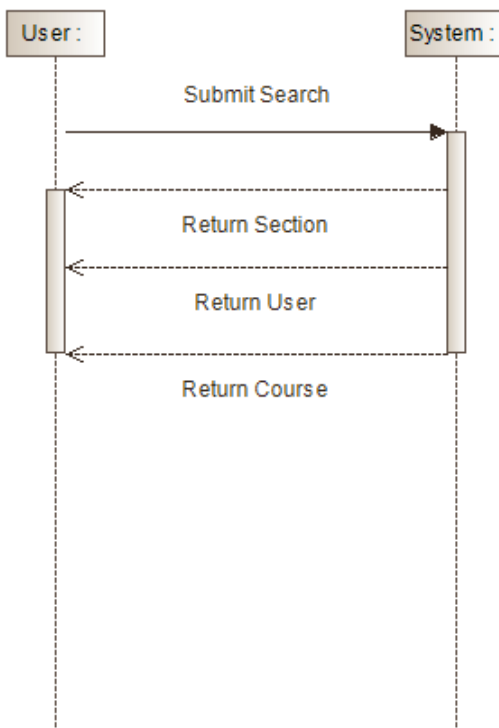 User :
System :
Submit Search
Return Section
Return User
Return Course